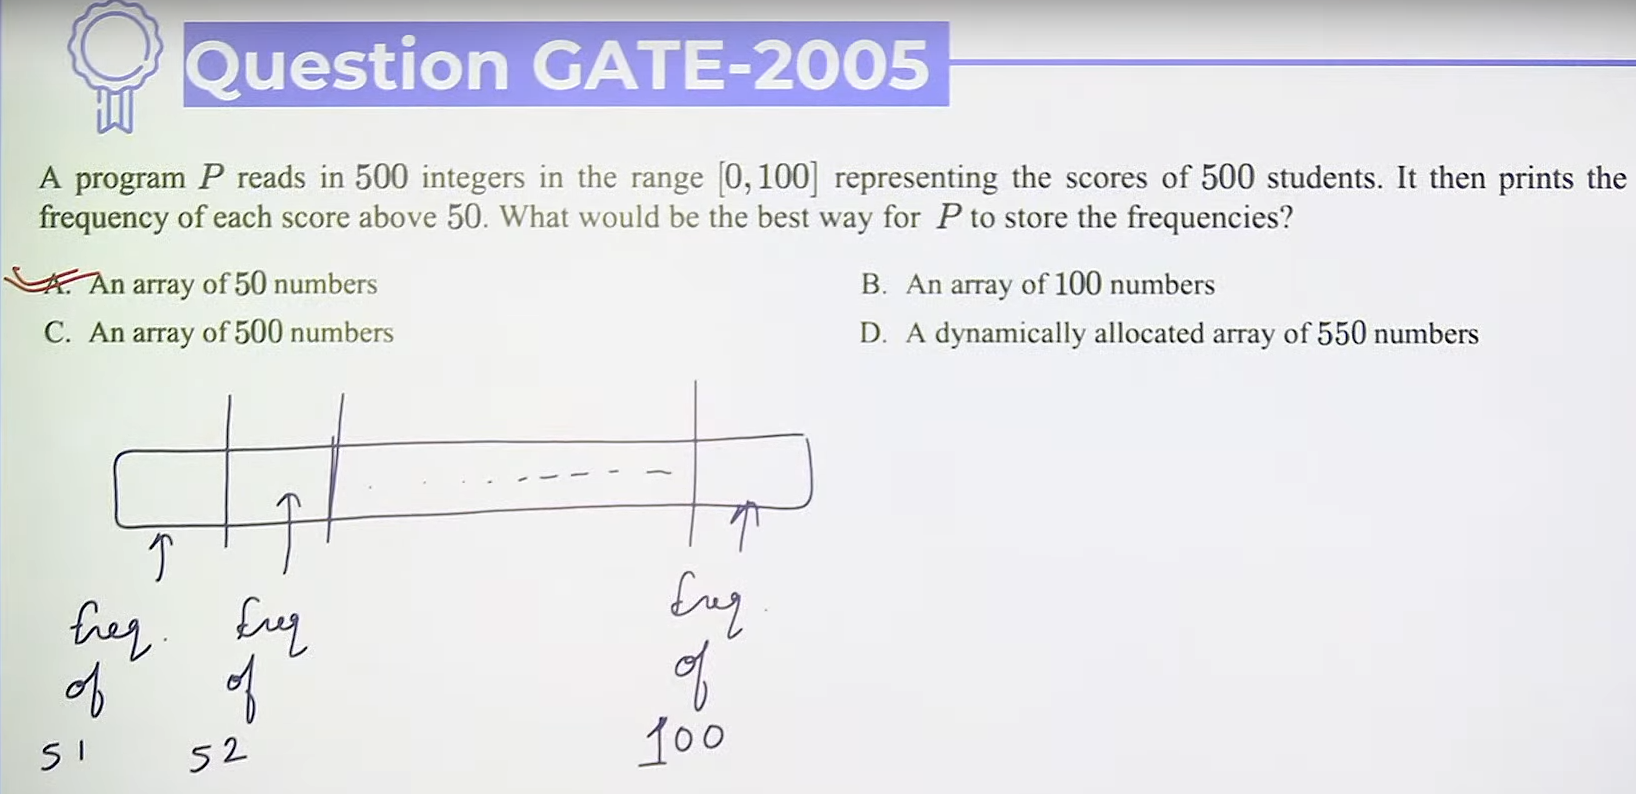 Question GATE-2005
A program P reads in 500 integers in the range [0, 100] representing the scores of 500 students. It then prints the
frequency of each score above 50. What would be the best way for P to store the frequencies?
A. An array of 50 numbers
B. An array of 100 numbers
C. An array of 500 numbers
D. A dynamically allocated array of 550 numbers
freq.
of
51
freq
of
52
freq.
of
100